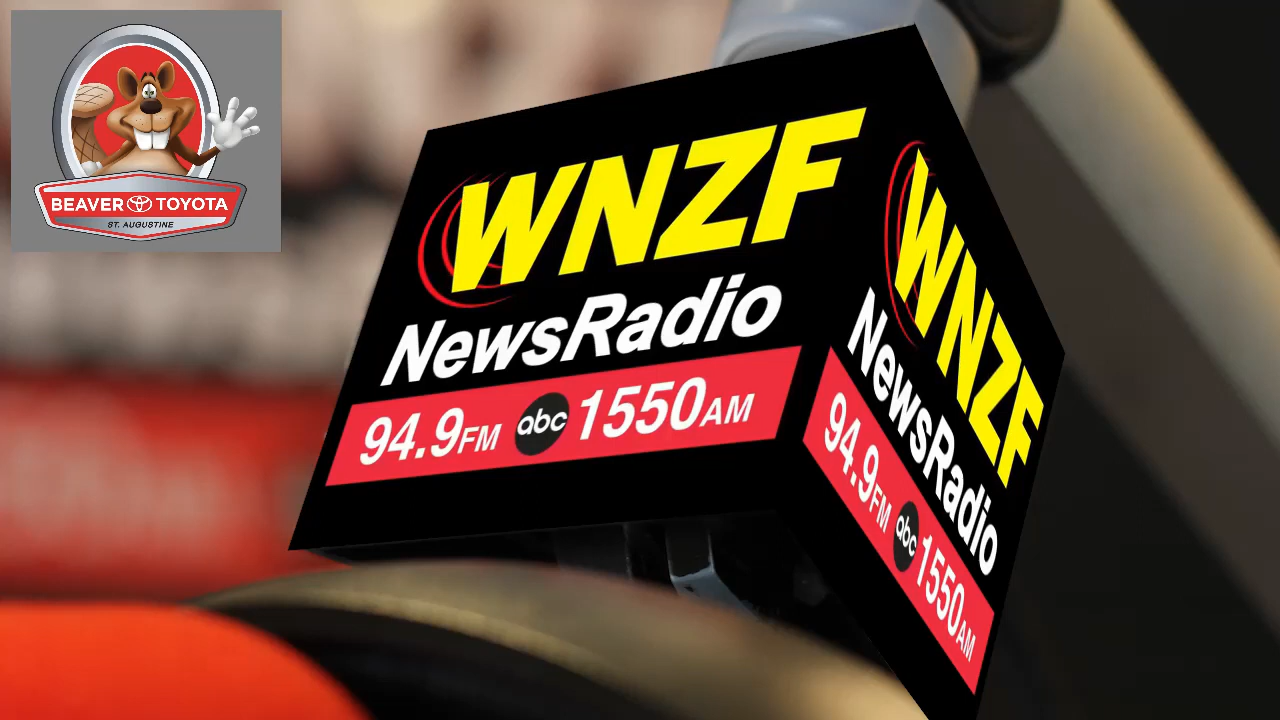 BEAVER TOYOTA
ST. AUGUSTINE
WNZF
NewsRadio
94.9FM abc 1550AM
WNZF
NewsRadio
94.9FM abc 1550AM